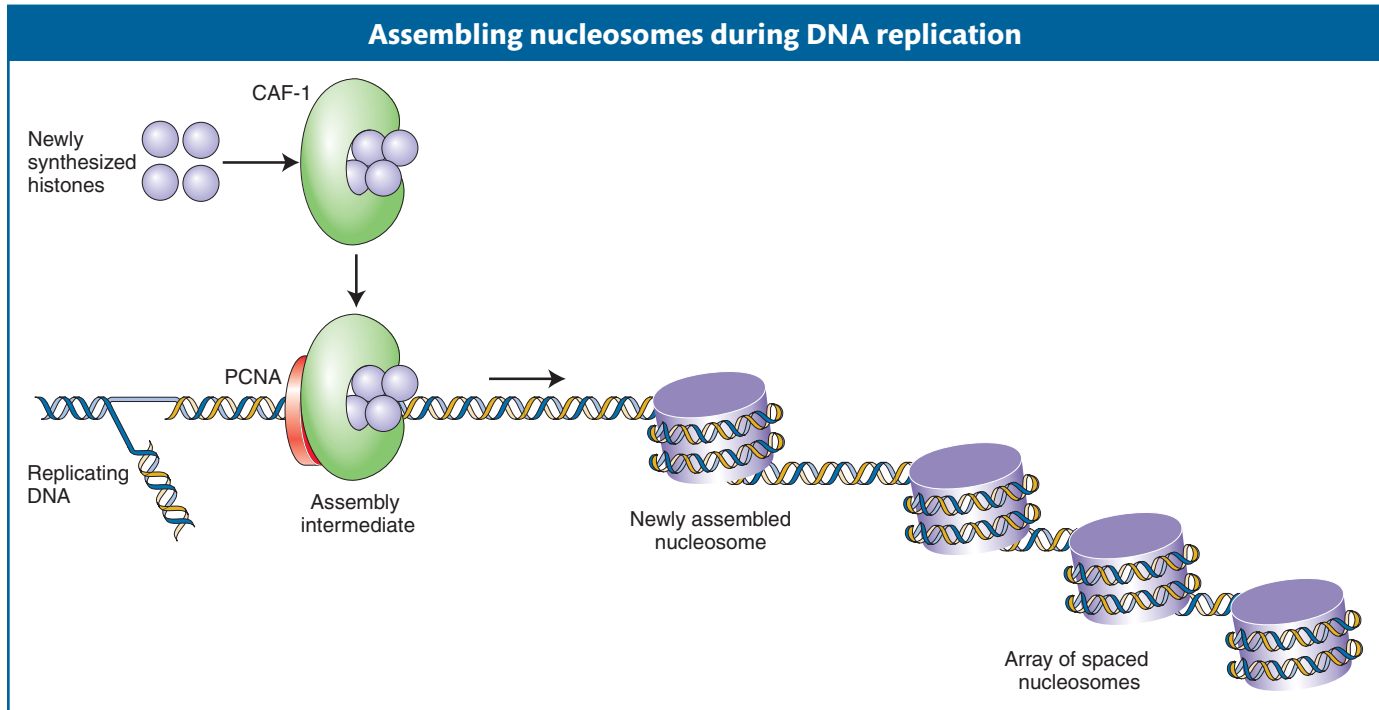 Assembling nucleosomes during DNA replication
CAF-1
Newly
synthesized
histones
PCNA
Replicating
DNA
Assembly
intermediate
Newly assembled
nucleosome
Array of spaced
nucleosomes